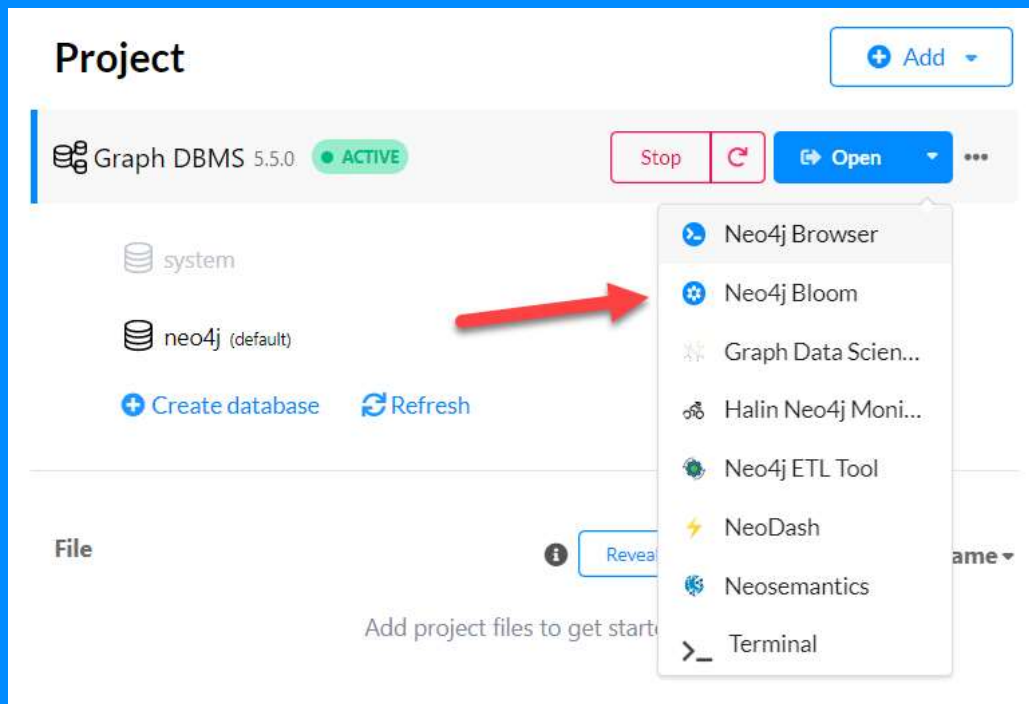 Project
Add
Graph DBMS 5.5.0 ACTIVE
Stop
Open
system
neo4j (default)
Create database
Refresh
Neo4j Browser
Neo4j Bloom
Graph Data Scien...
Halin Neo4j Moni...
Neo4j ETL Tool
NeoDash
Neosemantics
Terminal
File
Reveal
ame
Add project files to get starte